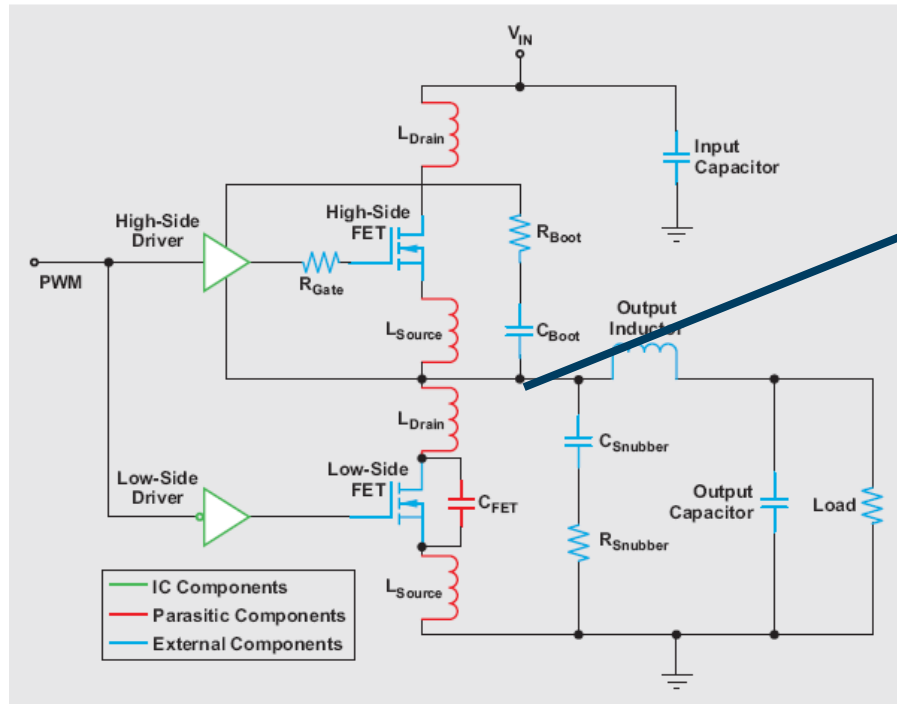 VIN
LDrain
Input
Capacitor
High-Side
Driver
High-Side
FET
RBoot
PWM
RGate
LSource
CBoot
Output
Inductor
LDrain
CSnubber
Low-Side
Driver
Low-Side
FET
CFET
Output
Capacitor
Load
RSnubber
LSource
IC Components
Parasitic Components
External Components